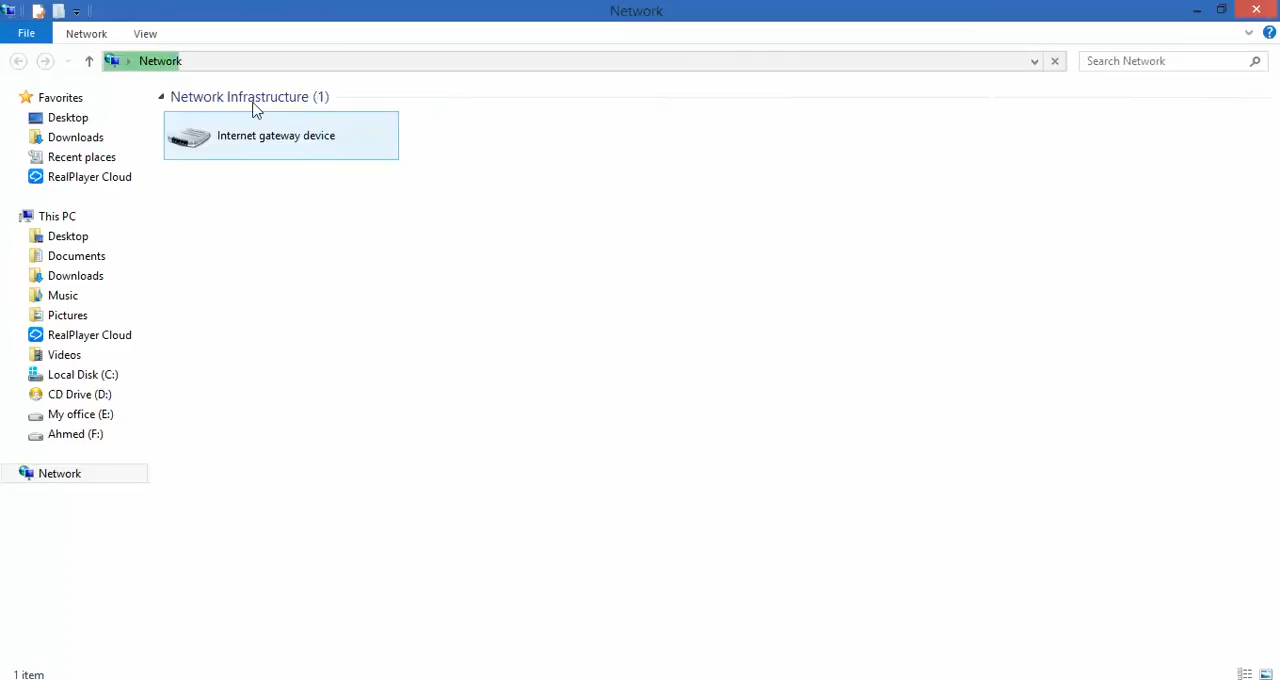 Network
File
Network
View
Network
Search Network
Favorites
Desktop
Downloads
Recent places
RealPlayer Cloud
This PC
Desktop
Documents
Downloads
Music
Pictures
RealPlayer Cloud
Videos
Local Disk (C:)
CD Drive (D:)
My office (E:)
Ahmed (F:)
Network
Network Infrastructure (1)
Internet gateway device
1 item